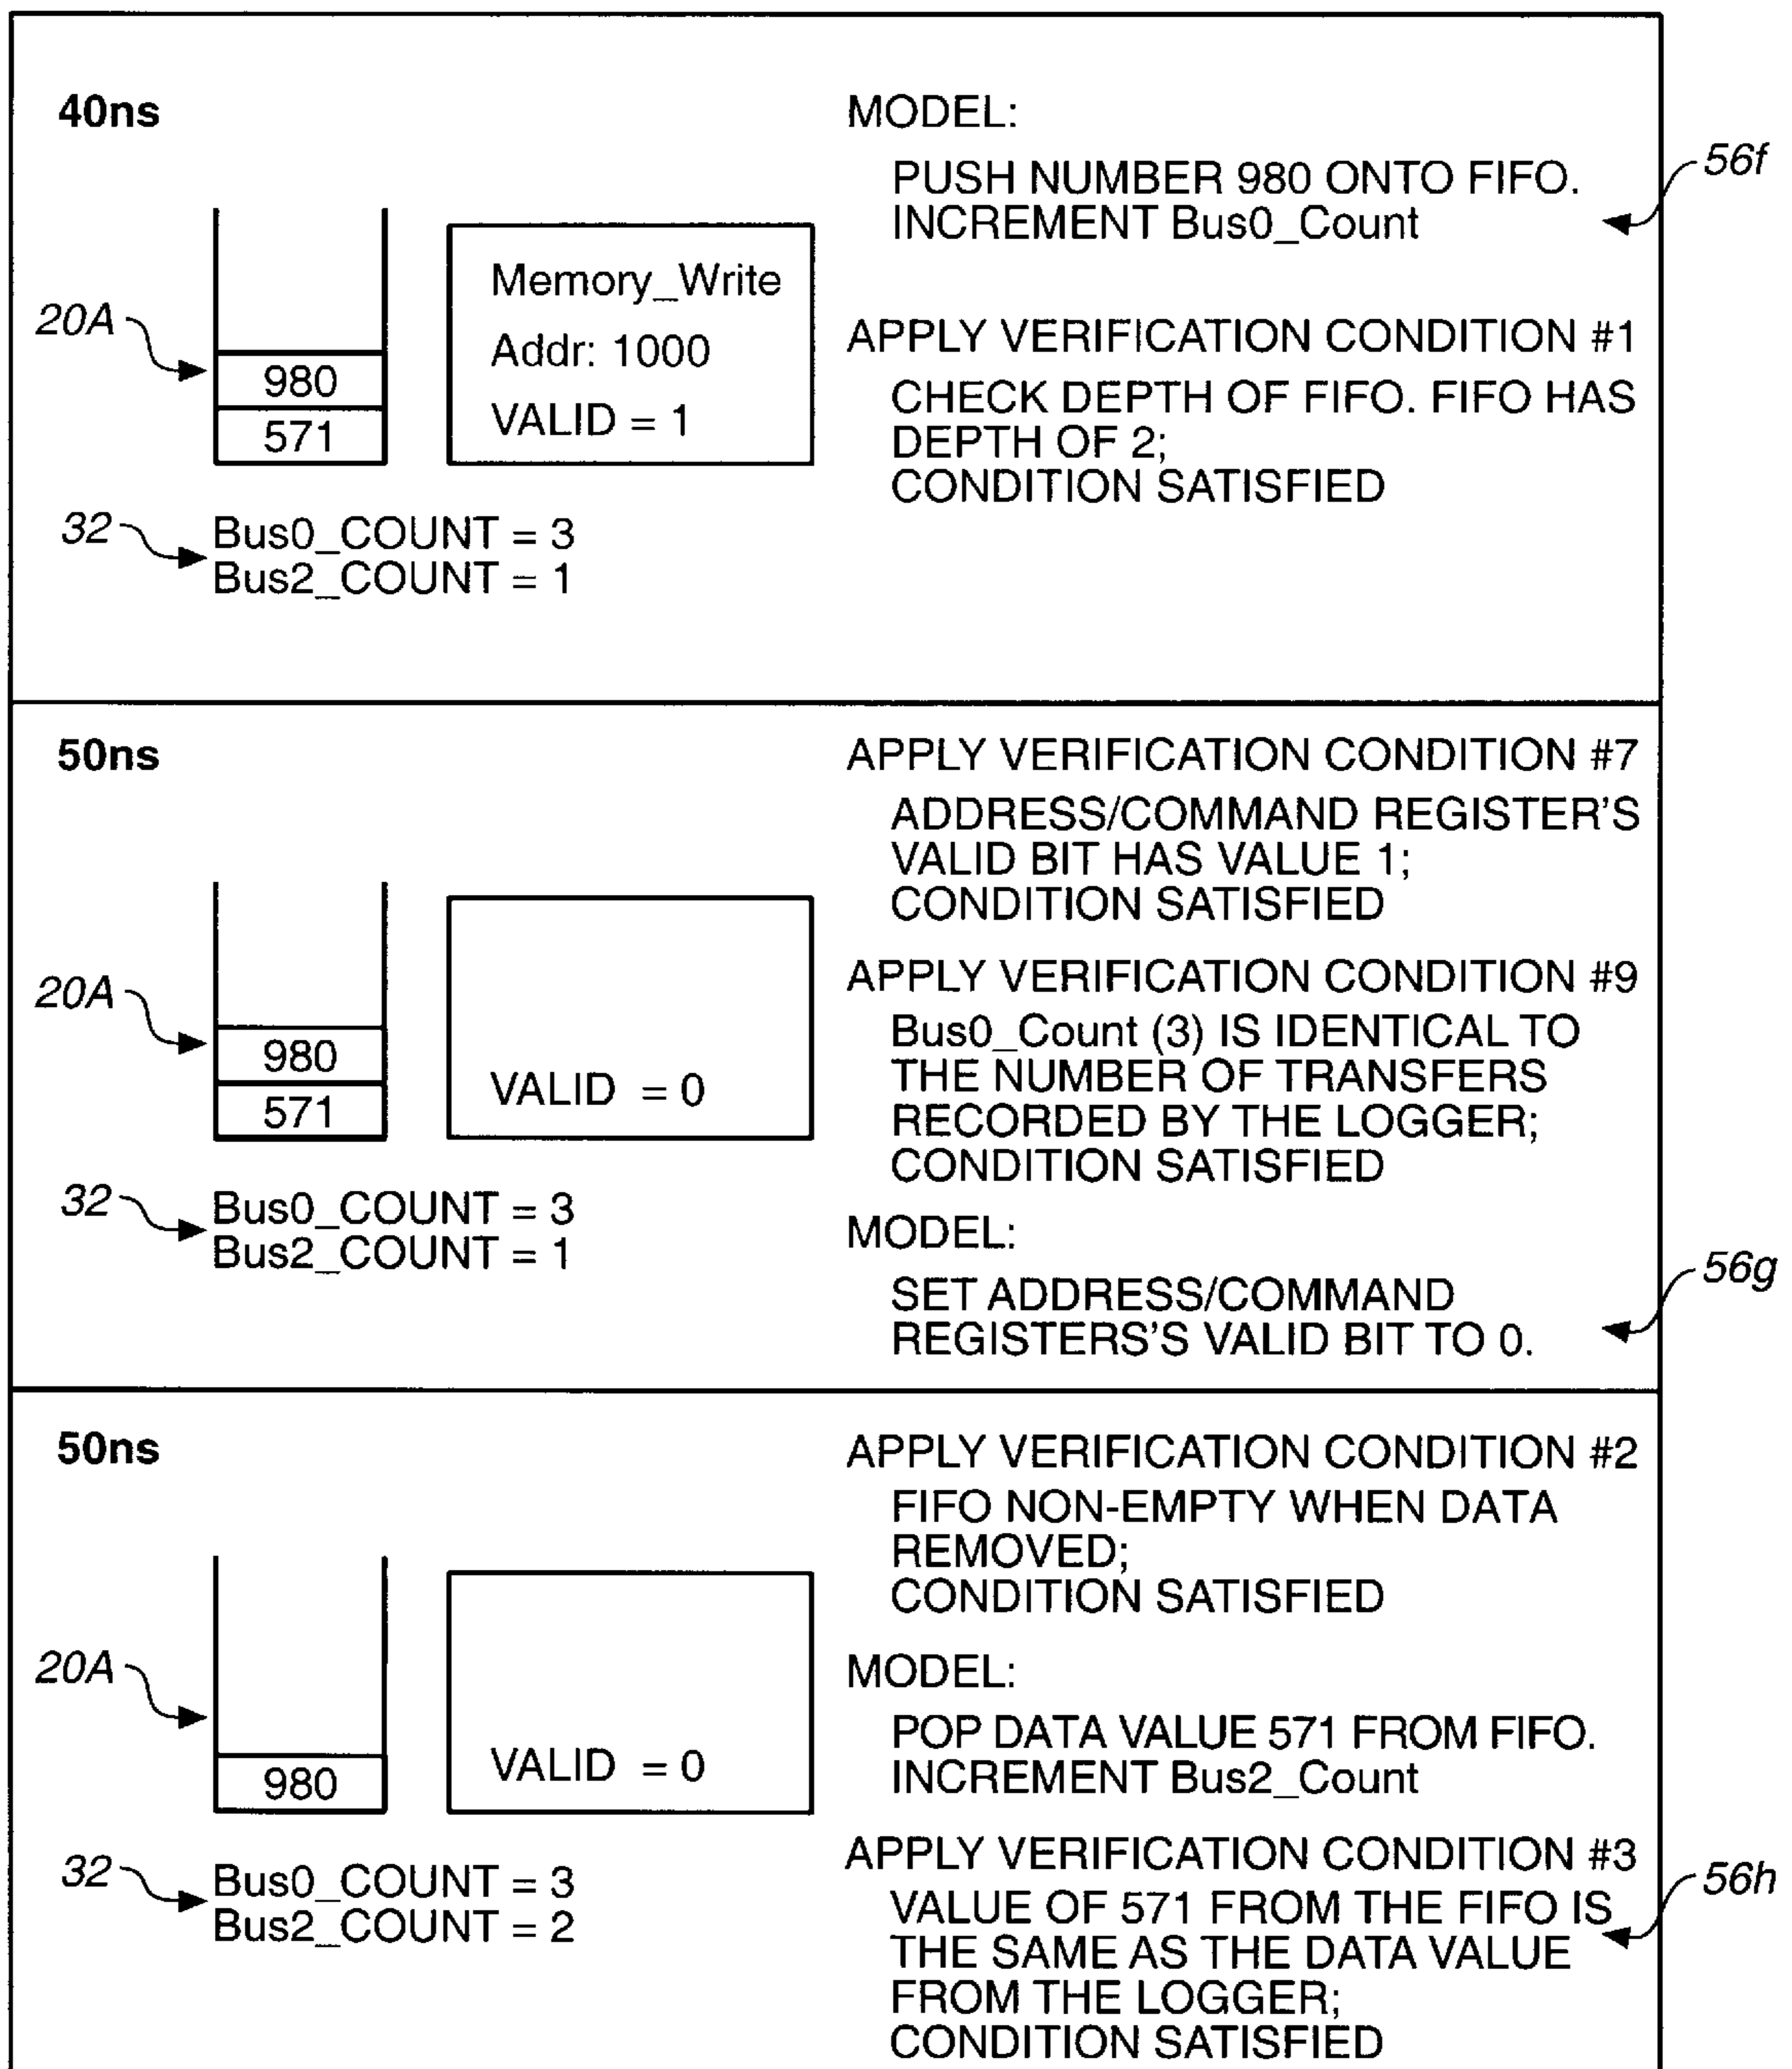 40ns
20A
980
571
Memory_Write
Addr: 1000
VALID = 1
32
Bus0_COUNT = 3
Bus2_COUNT = 1
MODEL:
PUSH NUMBER 980 ONTO FIFO.
INCREMENT Bus0_Count
56f
APPLY VERIFICATION CONDITION #1
CHECK DEPTH OF FIFO. FIFO HAS
DEPTH OF 2;
CONDITION SATISFIED
50ns
20A
980
571
VALID = 0
32
Bus0_COUNT = 3
Bus2_COUNT = 1
APPLY VERIFICATION CONDITION #7
ADDRESS/COMMAND REGISTER'S
VALID BIT HAS VALUE 1;
CONDITION SATISFIED
APPLY VERIFICATION CONDITION #9
Bus0_Count (3) IS IDENTICAL TO
THE NUMBER OF TRANSFERS
RECORDED BY THE LOGGER;
CONDITION SATISFIED
MODEL:
SET ADDRESS/COMMAND
REGISTERS'S VALID BIT TO 0.
56g
50ns
20A
980
VALID = 0
32
Bus0_COUNT = 3
Bus2_COUNT = 2
APPLY VERIFICATION CONDITION #2
FIFO NON-EMPTY WHEN DATA
REMOVED;
CONDITION SATISFIED
MODEL:
POP DATA VALUE 571 FROM FIFO.
INCREMENT Bus2_Count
APPLY VERIFICATION CONDITION #3
VALUE OF 571 FROM THE FIFO IS
THE SAME AS THE DATA VALUE
FROM THE LOGGER;
CONDITION SATISFIED
56h